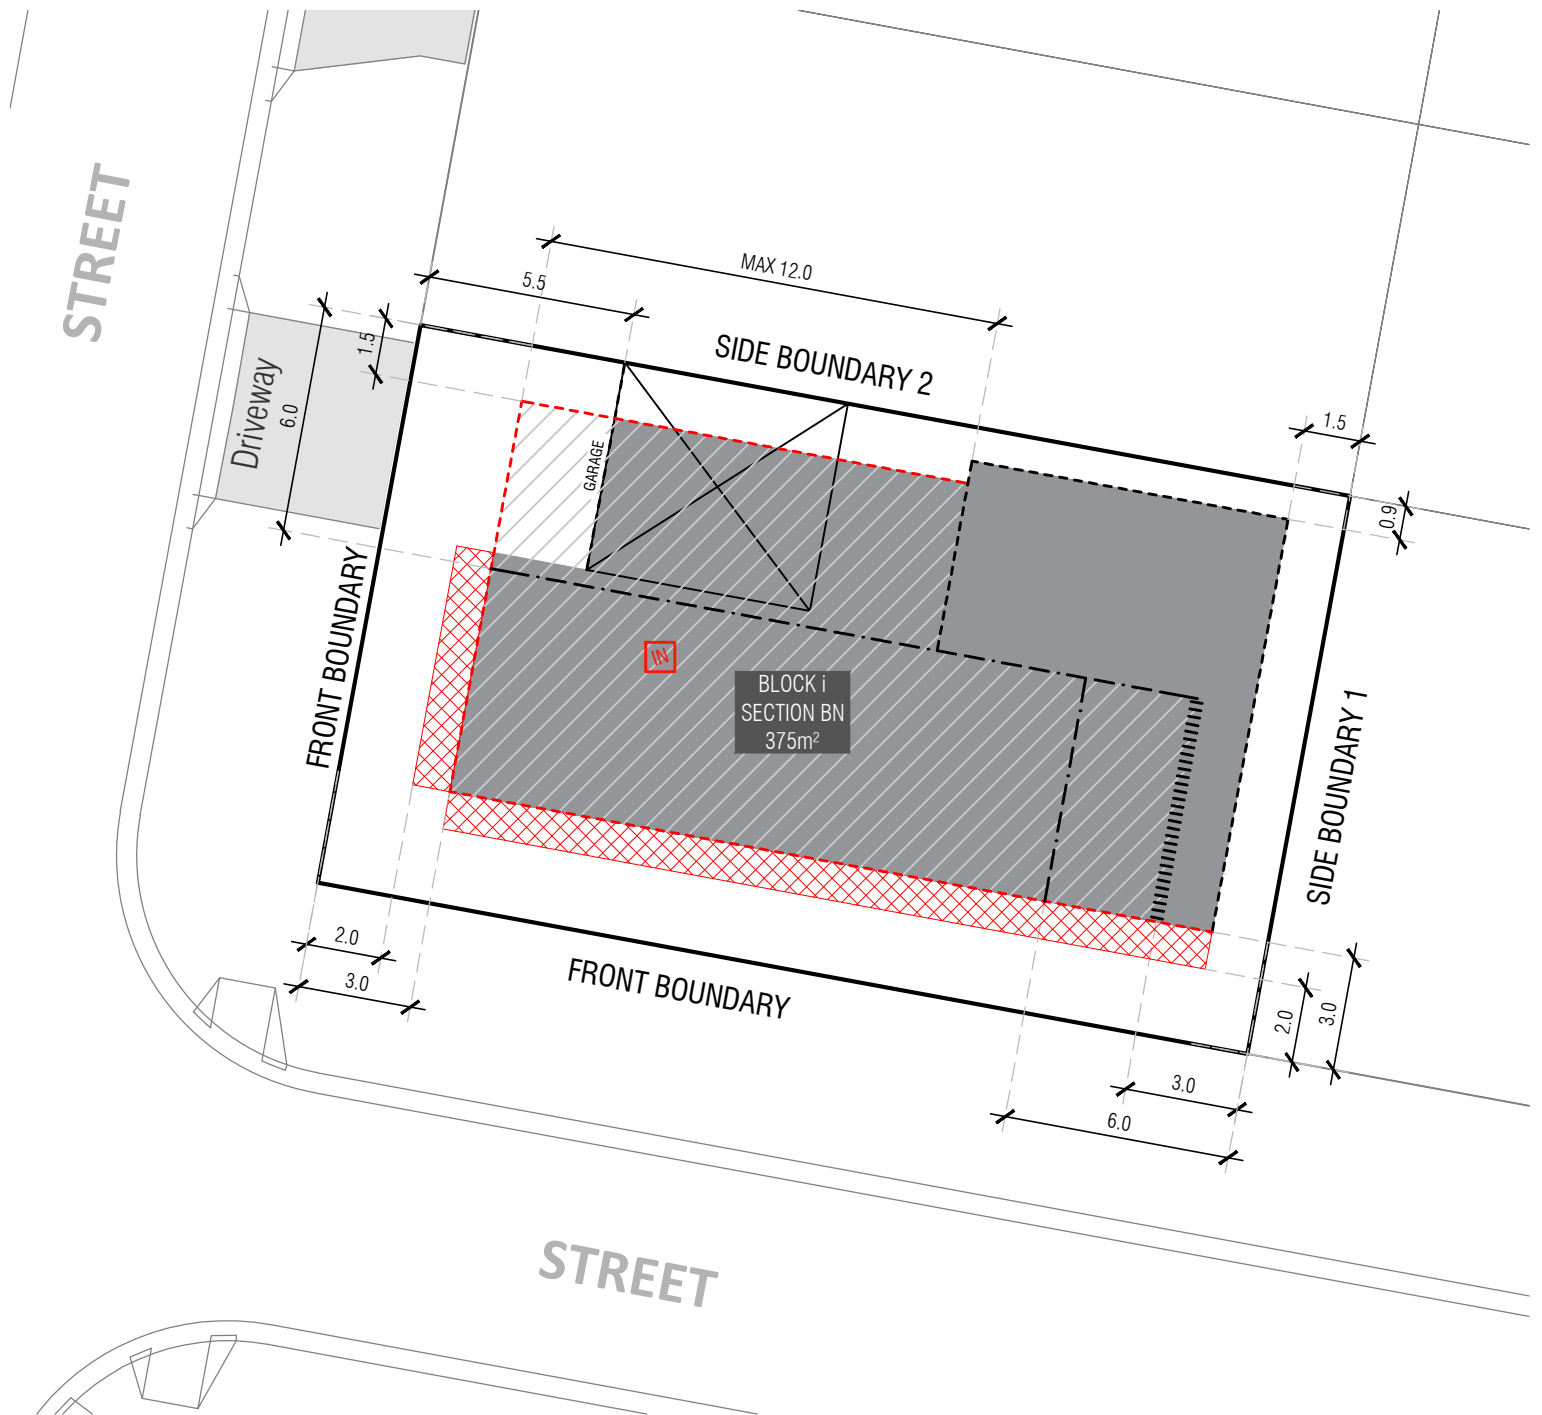 STREET
MAX 12.0
5.5
SIDE BOUNDARY 2
1.5
6.0
Driveway
GARAGE
1.5
0.9
FRONT BOUNDARY
IN
BLOCK i
SECTION BN
375m²
SIDE BOUNDARY 1
2.0
3.0
FRONT BOUNDARY
2.0
3.0
3.0
6.0
STREET